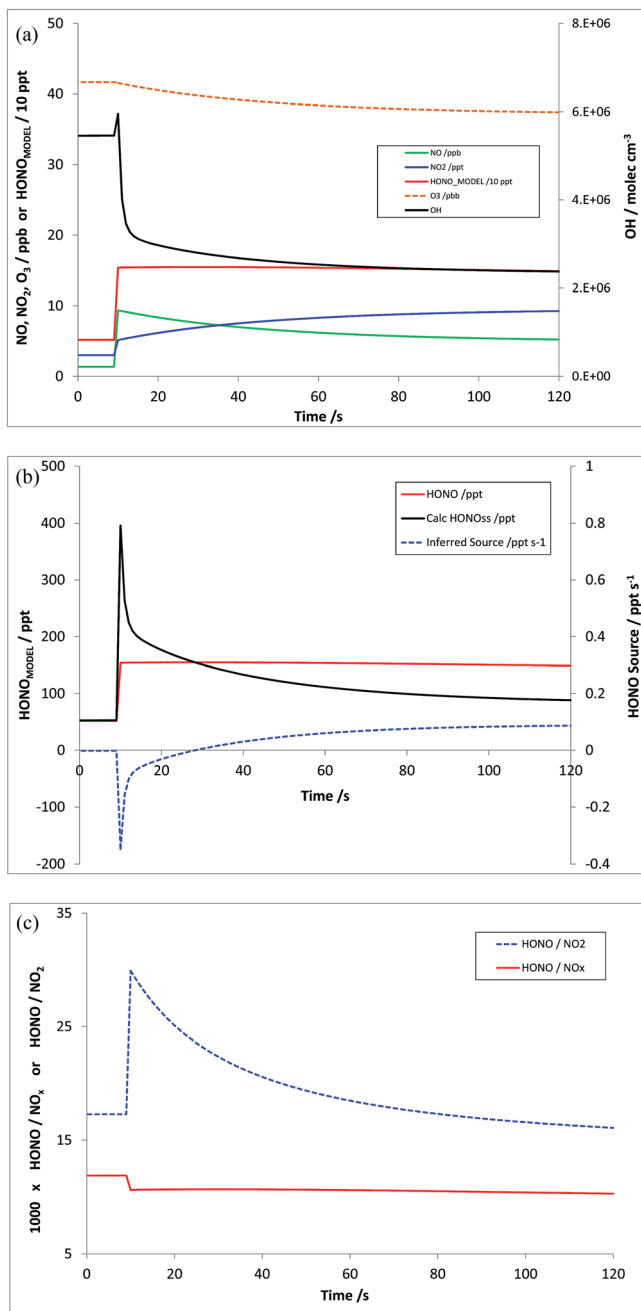 (a)
50
45
40
35
30
25
20
15
10
5
0
NO, NO2, O3 / ppb or HONOMODEL / 10 ppt
8.E+06
6.E+06
4.E+06
2.E+06
0.E+00
OH / molec cm-3
NO /ppb
NO2 /ppt
HONO_MODEL /10 ppt
O3 /pbb
OH
0 20 40 60 80 100 120
Time /s
(b)
500
400
300
200
100
0
-100
-200
HONOMODEL / ppt
1
0.8
0.6
0.4
0.2
0
-0.2
-0.4
HONO Source / ppt s-1
HONO /ppt
Calc HONOss /ppt
Inferred Source /ppt s-1
0 20 40 60 80 100 120
Time /s
(c)
35
25
15
5
1000 x HONO / NOx or HONO / NO2
HONO / NO2
HONO / NOx
0 20 40 60 80 100 120
Time /s